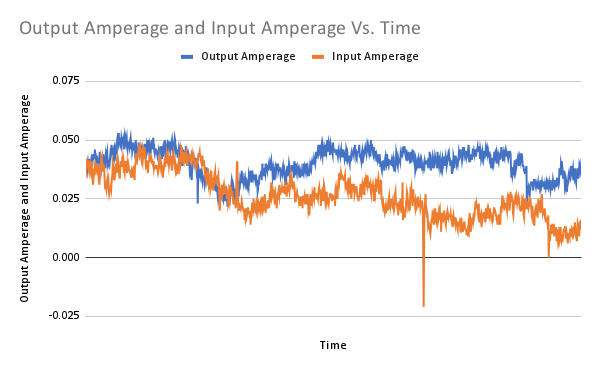 Output Amperage and Input Amperage Vs. Time
Output Amperage
Input Amperage
0.075
0.050
0.025
0.000
-0.025
Output Amperage and Input Amperage
Time